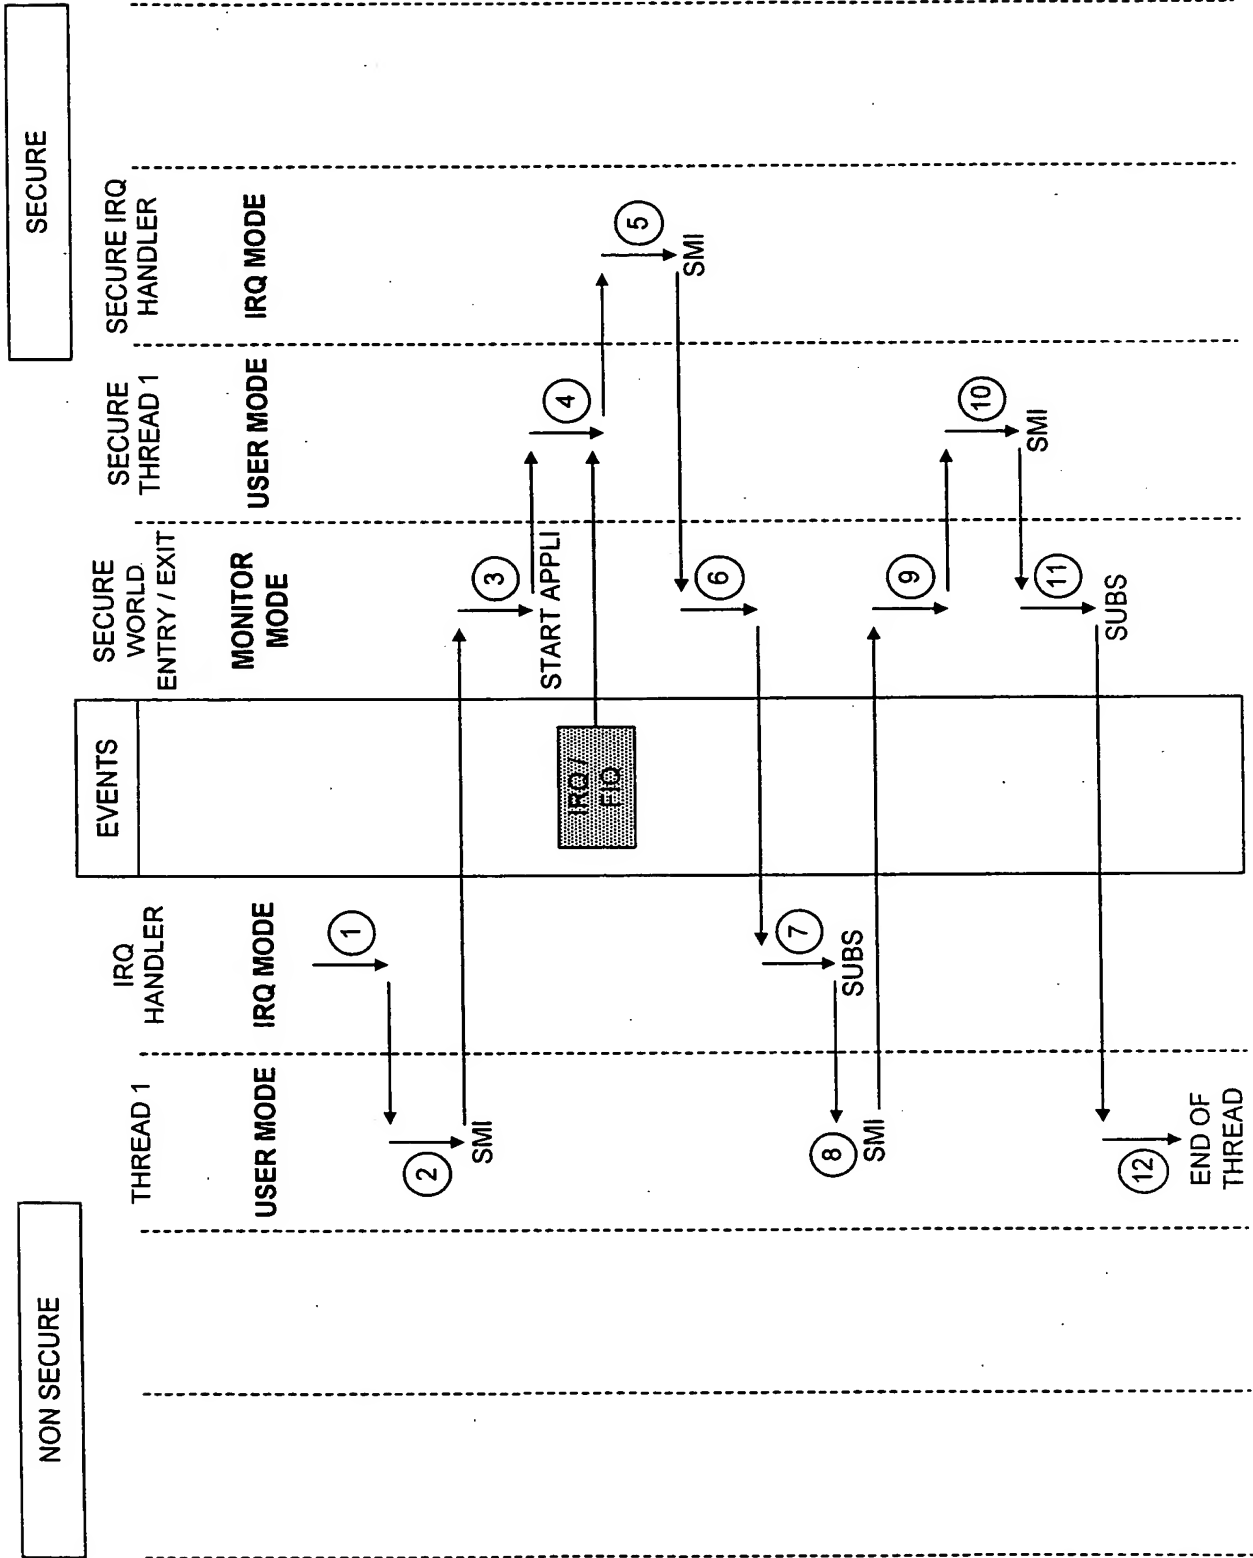 NON SECURE
SECURE
THREAD 1
USER MODE
IRQ
HANDLER
IRQ MODE
EVENTS
SECURE
WORLD
ENTRY / EXIT
MONITOR
MODE
SECURE
THREAD 1
USER MODE
SECURE IRQ
HANDLER
IRQ MODE
1
2
SMI
3
START APPLI
4
IRQ /
FIQ
5
SMI
6
7
SUBS
8
SMI
9
10
SMI
11
SUBS
12
END OF
THREAD